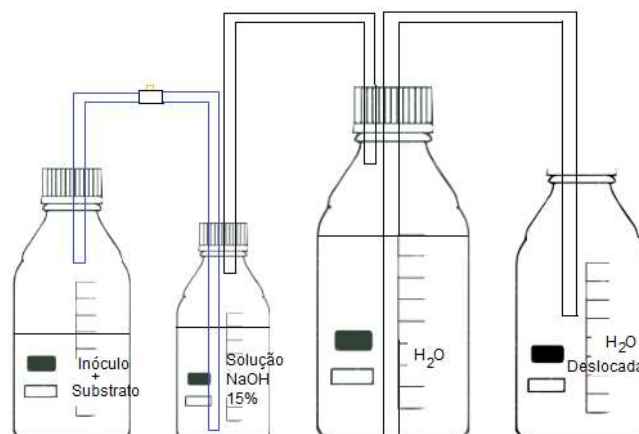 Inóculo
+
Substrato
Solução
NaOH
15%
H₂O
H₂O
Deslocada